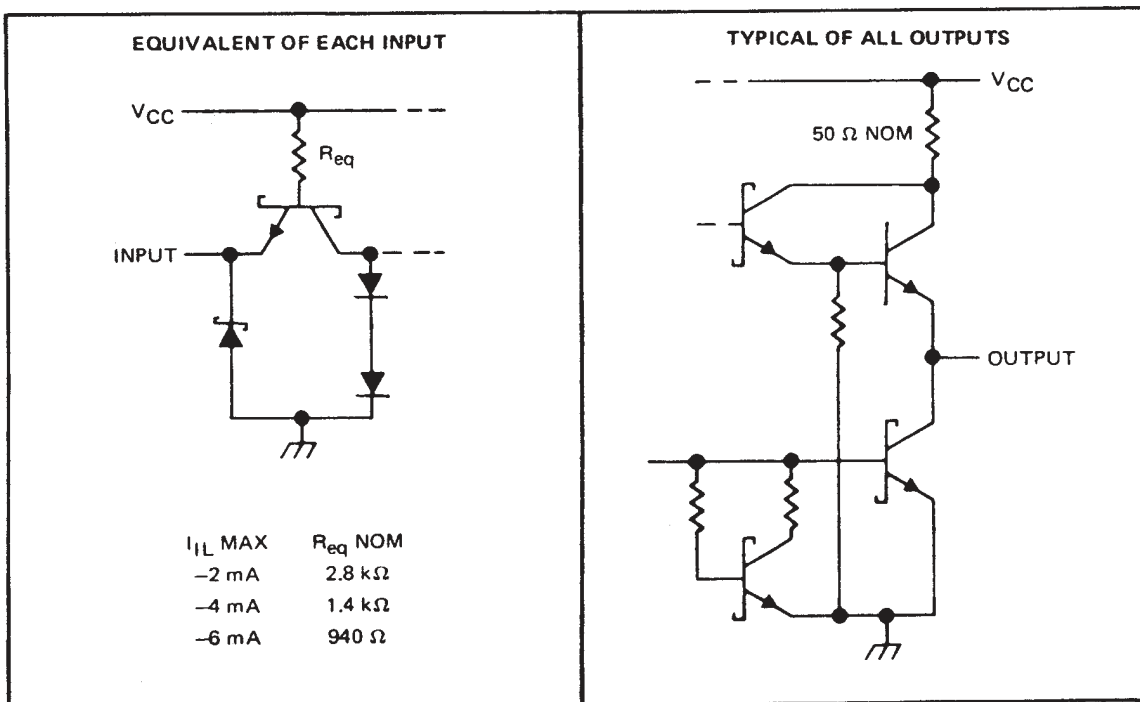 EQUIVALENT OF EACH INPUT
VCC
Req
INPUT
IIL MAX Req NOM
−2 mA 2.8 kΩ
−4 mA 1.4 kΩ
−6 mA 940 Ω
TYPICAL OF ALL OUTPUTS
VCC
50 Ω NOM
OUTPUT